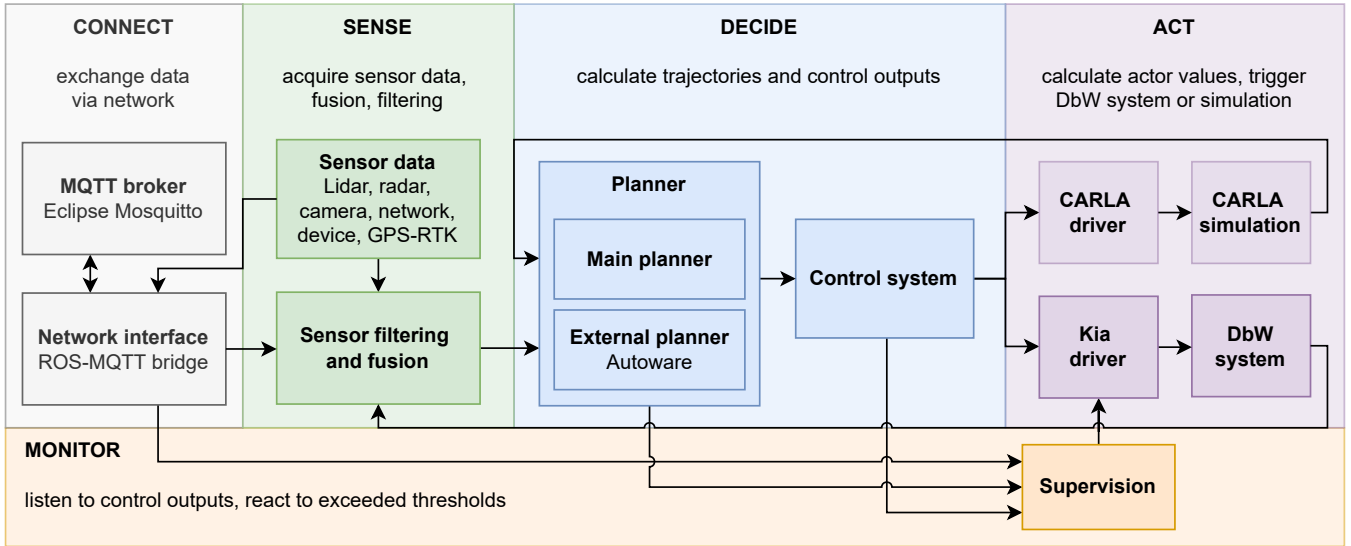 CONNECT
exchange data
via network
MQTT broker
Eclipse Mosquitto
Network interface
ROS-MQTT bridge
SENSE
acquire sensor data,
fusion, filtering
Sensor data
Lidar, radar,
camera, network,
device, GPS-RTK
Sensor filtering
and fusion
DECIDE
calculate trajectories and control outputs
Planner
Main planner
External planner
Autoware
Control system
ACT
calculate actor values, trigger
DbW system or simulation
CARLA
driver
CARLA
simulation
Kia
driver
DbW
system
MONITOR
listen to control outputs, react to exceeded thresholds
Supervision